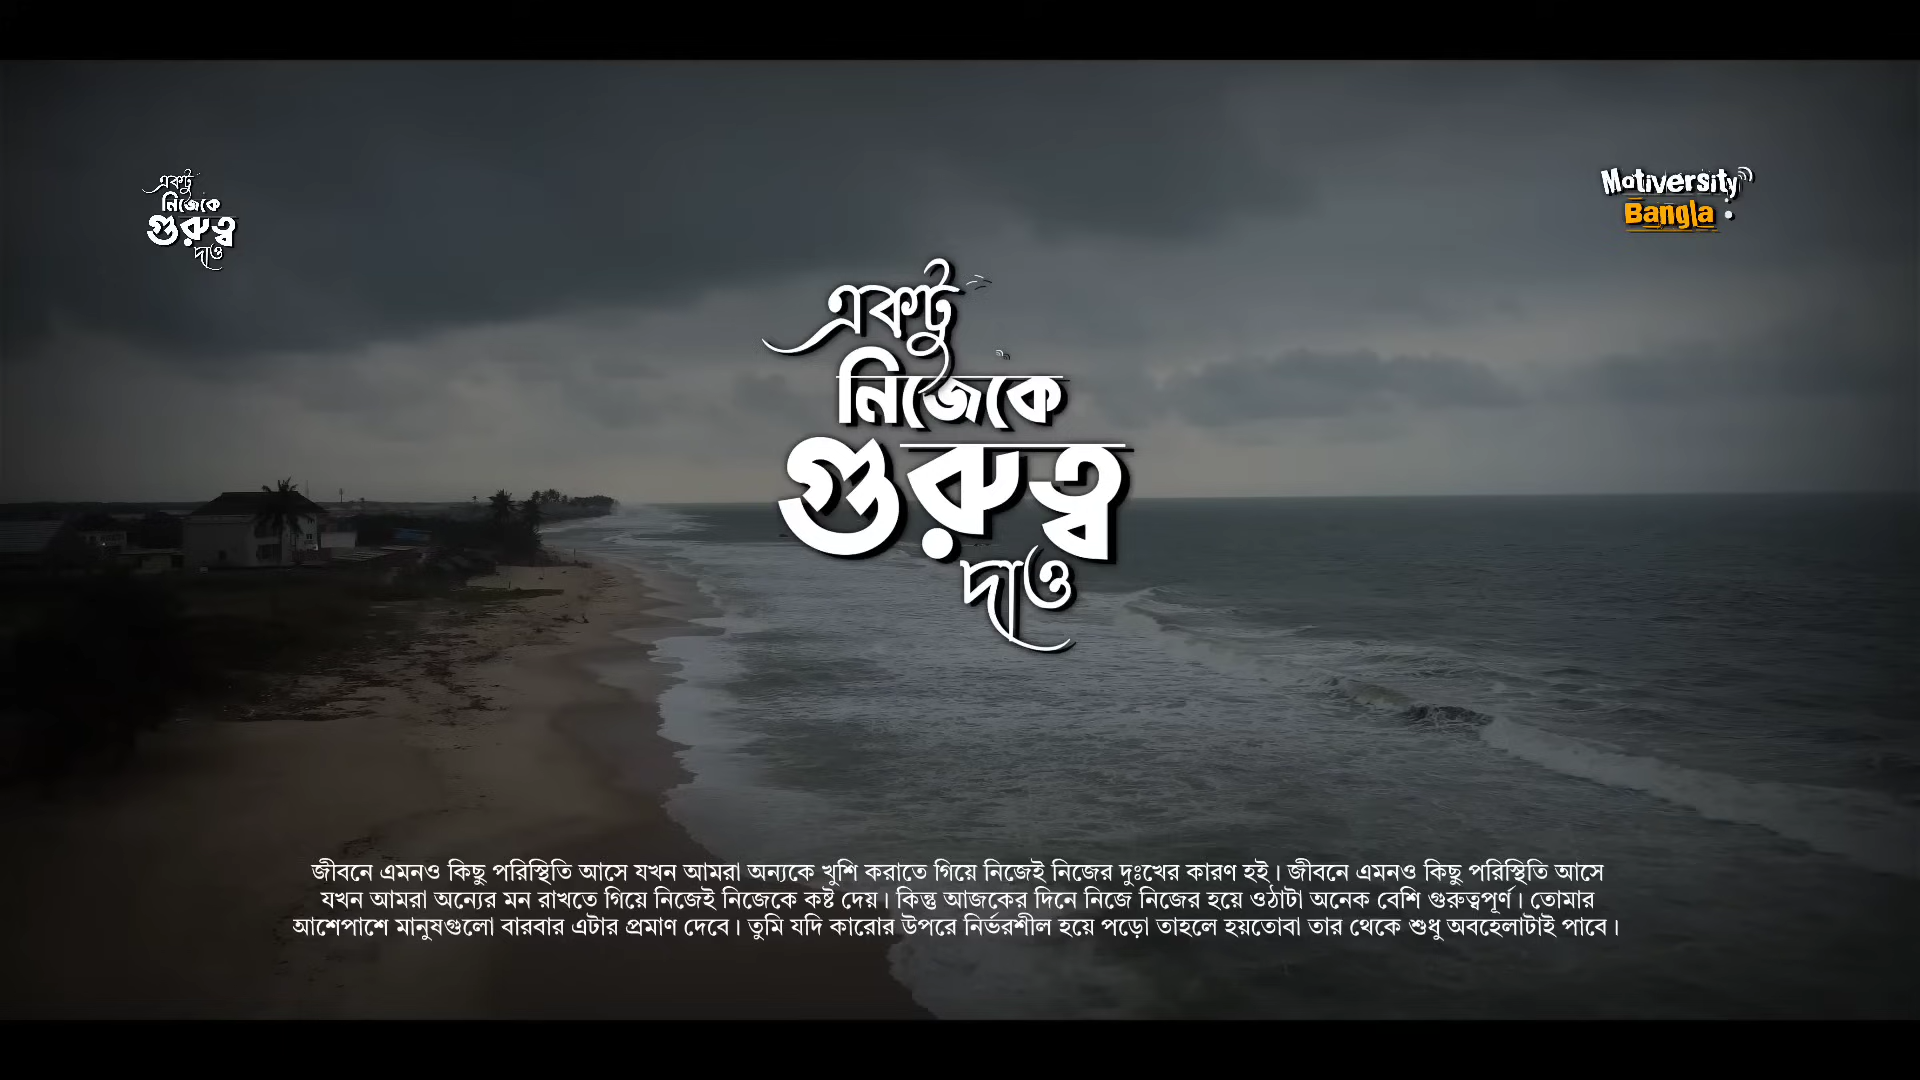 একটু
নিজেকে
গুরুত্ব
দাও
Motiversity
Bangla
একটু
নিজেকে
গুরুত্ব
দাও
জীবনে এমনও কিছু পরিস্থিতি আসে যখন আমরা অন্যকে খুশি করাতে গিয়ে নিজেই নিজের দুঃখের কারণ হই। জীবনে এমনও কিছু পরিস্থিতি আসে
যখন আমরা অন্যের মন রাখতে গিয়ে নিজেই নিজেকে কষ্ট দেয়। কিন্তু আজকের দিনে নিজে নিজের হয়ে ওঠাটা অনেক বেশি গুরুত্বপূর্ণ। তোমার
আশেপাশে মানুষগুলো বারবার এটার প্রমাণ দেবে। তুমি যদি কারোর উপরে নির্ভরশীল হয়ে পড়ো তাহলে হয়তোবা তার থেকে শুধু অবহেলাটাই পাবে।